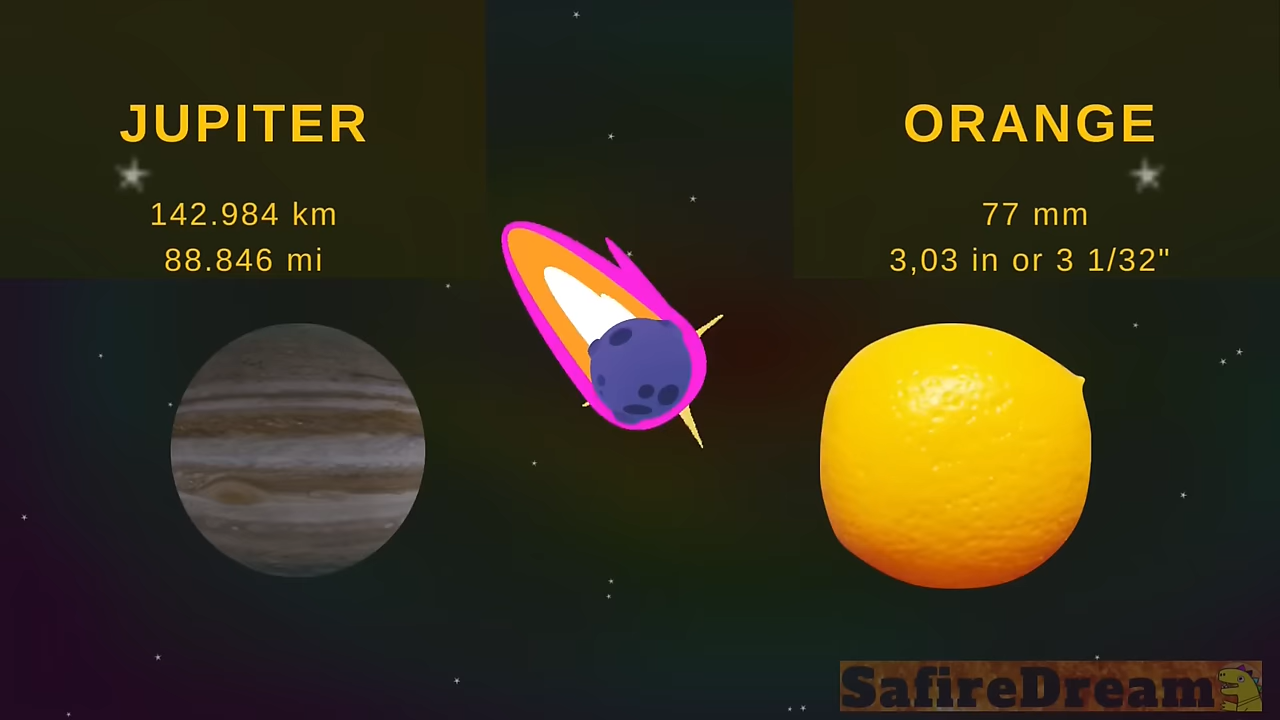 JUPITER
142.984 km
88.846 mi
ORANGE
77 mm
3,03 in or 3 1/32"
SafireDream